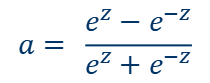 a = (e^z − e^−z) / (e^z + e^−z)